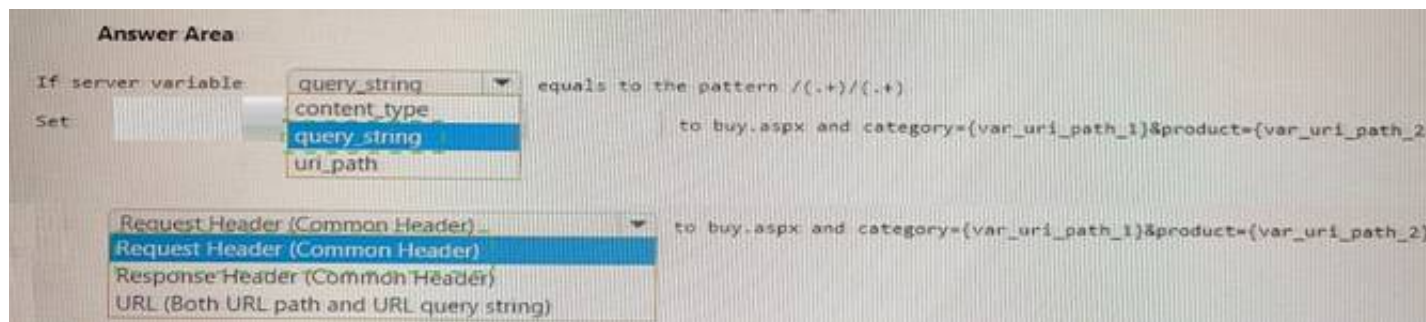 Answer Area
If server variable query_string equals to the pattern /(.+)/(.+)
content_type
Set to buy.aspx and category={var_uri_path_1}&product={var_uri_path_2
query_string
uri_path
Request Header (Common Header) to buy.aspx and category={var_uri_path_1}&product={var_uri_path_2}
Request Header (Common Header)
Response Header (Common Header)
URL (Both URL path and URL query string)